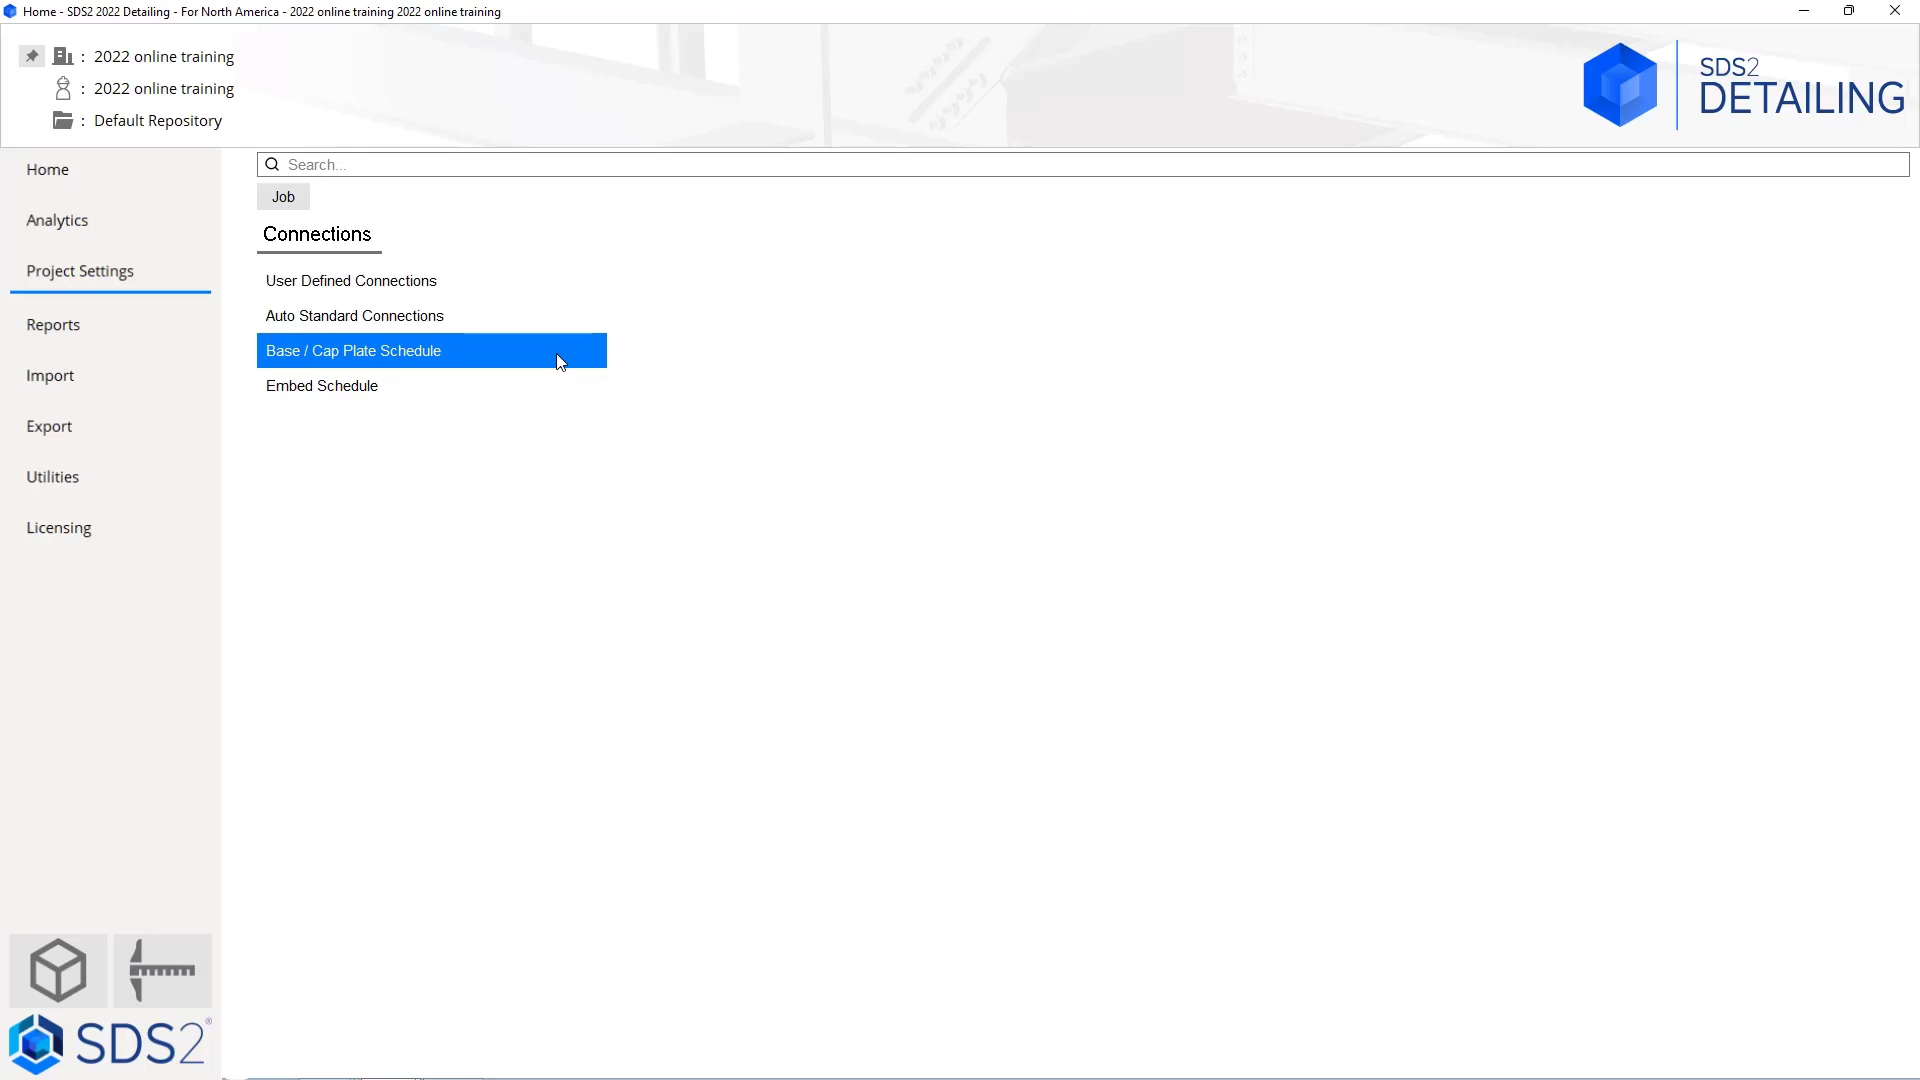 Home - SDS2 2022 Detailing - For North America - 2022 online training 2022 online training
: 2022 online training
: 2022 online training
: Default Repository
SDS2
DETAILING
Home
Analytics
Project Settings
Reports
Import
Export
Utilities
Licensing
Search...
Job
Connections
User Defined Connections
Auto Standard Connections
Base / Cap Plate Schedule
Embed Schedule
SDS2®